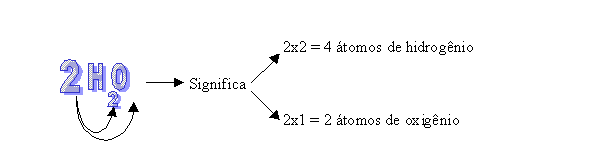 2x2 = 4 átomos de hidrogênio
2H2O
Significa
2x1 = 2 átomos de oxigênio